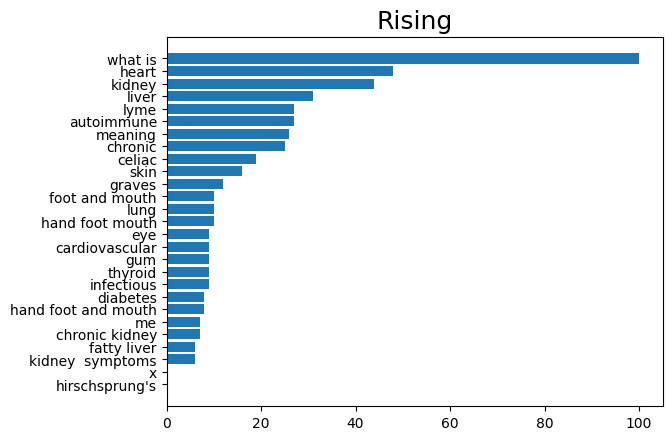 Rising
what is
heart
kidney
liver
lyme
autoimmune
meaning
chronic
celiac
skin
graves
foot and mouth
lung
hand foot mouth
eye
cardiovascular
gum
thyroid
infectious
diabetes
hand foot and mouth
me
chronic kidney
fatty liver
kidney  symptoms
x
hirschsprung's
0 20 40 60 80 100